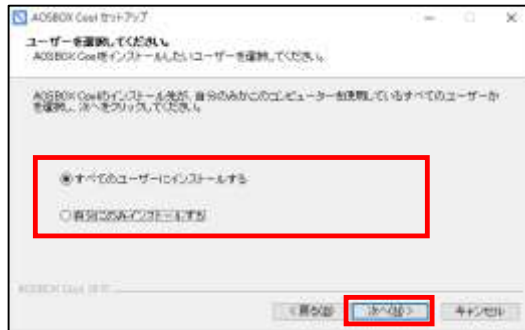 AOSBOX Cool セットアップ
ユーザーを選択してください。
AOSBOX Coolをインストールしたいユーザーを選択してください。
AOSBOX Coolのインストール先が、自分のみかこのコンピューターを使用しているすべてのユーザーか
を選択し、次へをクリックしてください。
すべてのユーザーにインストールする
自分にのみインストールする
AOSBOX Cool
< 戻る(B)
次へ(N) >
キャンセル